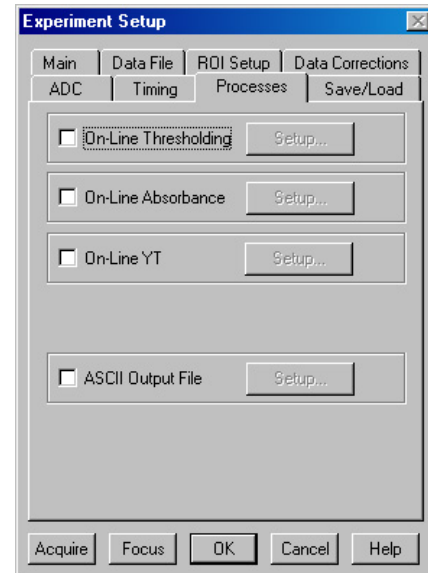 Experiment Setup
Main Data File ROI Setup Data Corrections
ADC Timing Processes Save/Load
On-Line Thresholding Setup...
On-Line Absorbance Setup...
On-Line YT Setup...
ASCII Output File Setup...
Acquire Focus OK Cancel Help